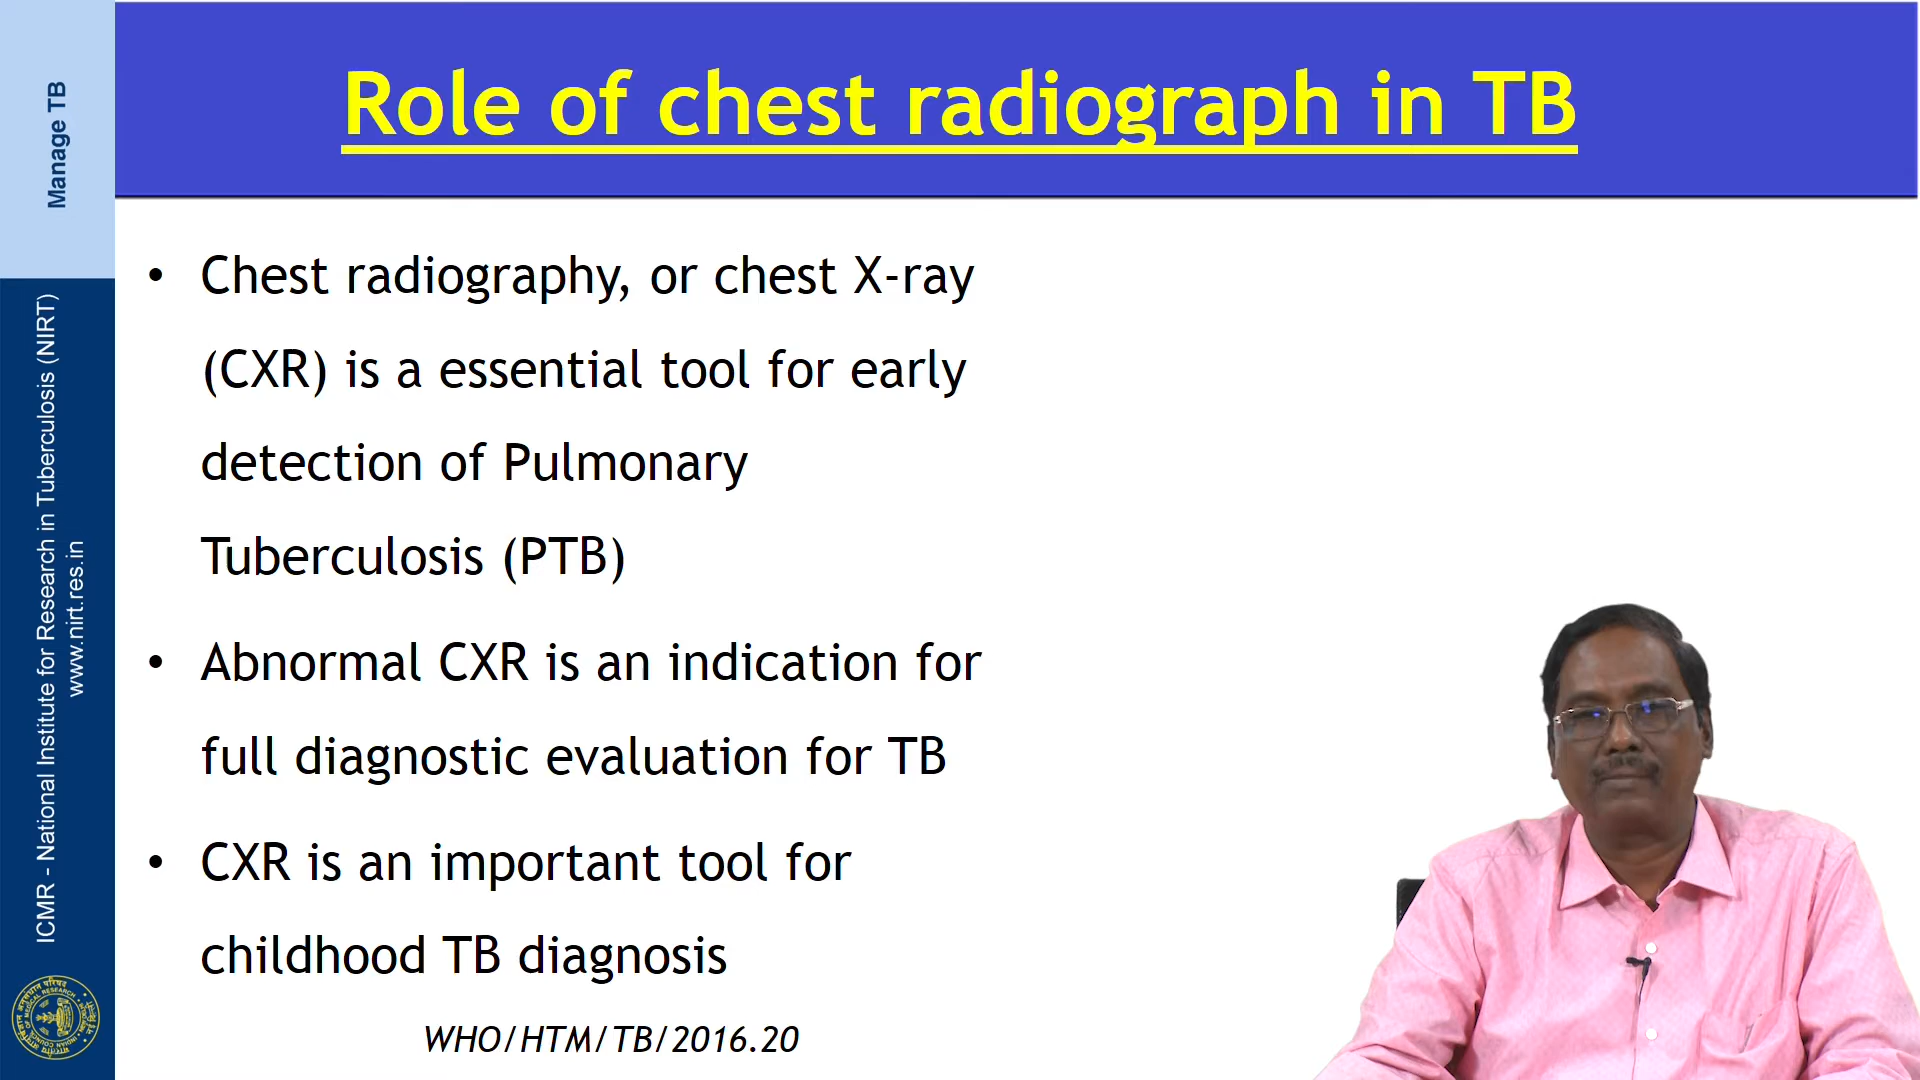 Manage TB
ICMR - National Institute for Research in Tuberculosis (NIRT)
www.nirt.res.in
Role of chest radiograph in TB
• Chest radiography, or chest X-ray
(CXR) is a essential tool for early
detection of Pulmonary
Tuberculosis (PTB)
• Abnormal CXR is an indication for
full diagnostic evaluation for TB
• CXR is an important tool for
childhood TB diagnosis
WHO/HTM/TB/2016.20